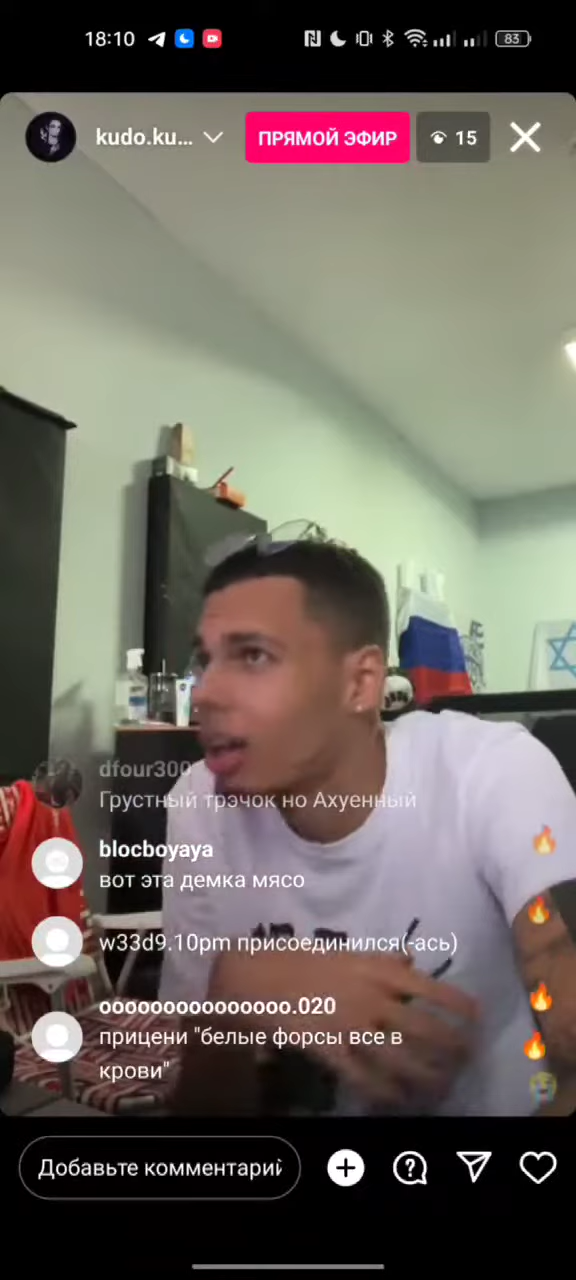 18:10
83
kudo.ku...
ПРЯМОЙ ЭФИР
15
dfour300
Грустный трэчок но Ахуенный
blocboyaya
вот эта демка мясо
w33d9.10pm присоединился(-ась)
ooooooooooooooo.020
прицени "белые форсы все в
крови"
Добавьте комментарий